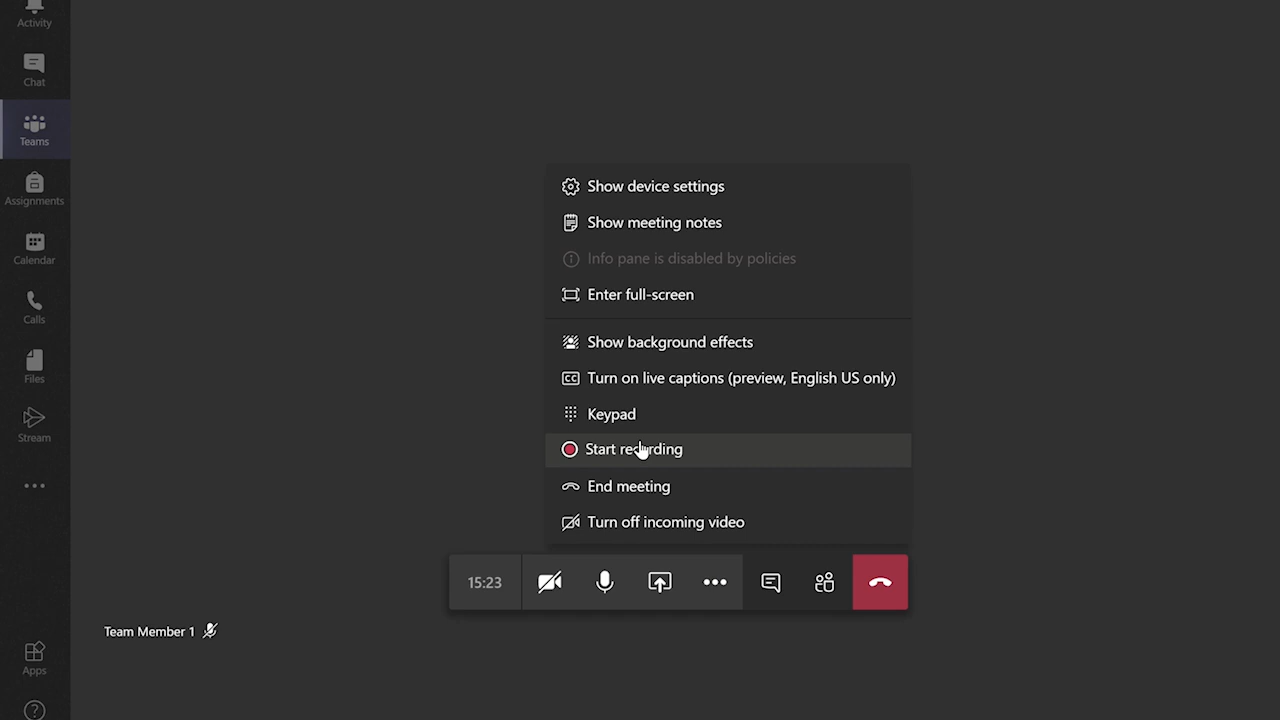 Activity
Chat
Teams
Assignments
Calendar
Calls
Files
Stream
Apps
Show device settings
Show meeting notes
Info pane is disabled by policies
Enter full-screen
Show background effects
CC Turn on live captions (preview, English US only)
Keypad
Start recording
End meeting
Turn off incoming video
15:23
Team Member 1